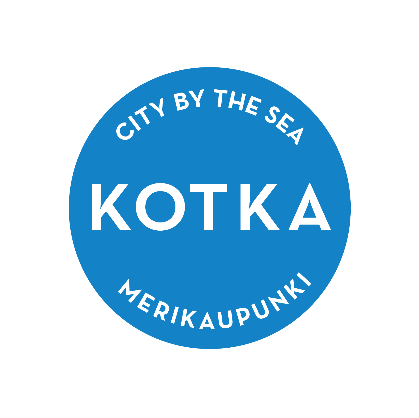 CITY BY THE SEA
KOTKA
MERIKAUPUNKI